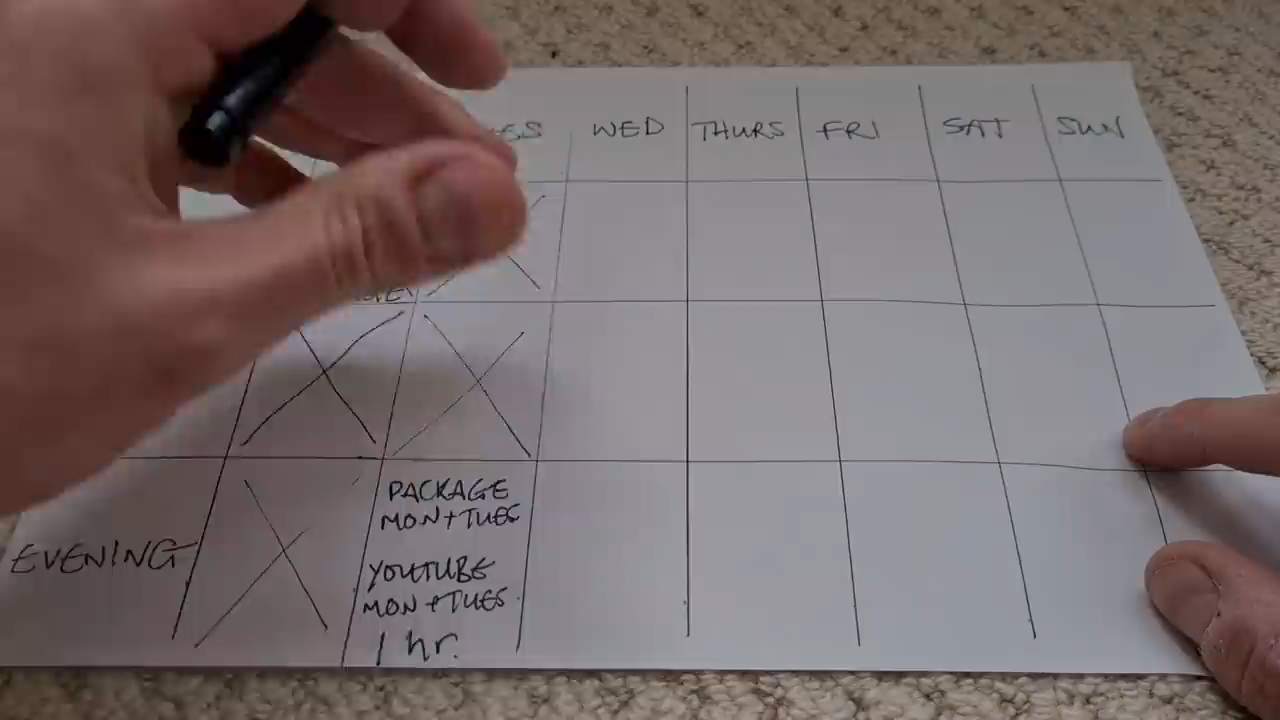 WED THURS FRI SAT SUN
EVENING
PACKAGE
MON+TUES
YOUTUBE
MON+TUES
1 hr.